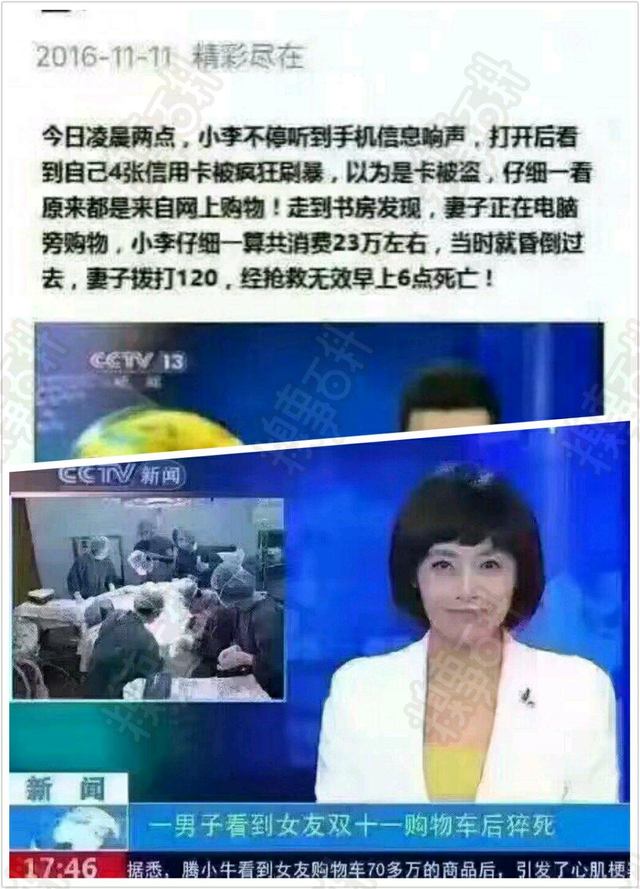 2016-11-11 精彩尽在
今日凌晨两点，小李不停听到手机信息响声，打开后看
到自己4张信用卡被疯狂刷暴，以为是卡被盗，仔细一看
原来都是来自网上购物！走到书房发现，妻子正在电脑
旁购物，小李仔细一算共消费23万左右，当时就昏倒过
去，妻子拨打120，经抢救无效早上6点死亡！
CCTV 13
CCTV 新闻
新闻
一男子看到女友双十一购物车后猝死
17:46 据悉，腾小牛看到女友购物车70多万的商品后，引发了心肌梗
糗事百科